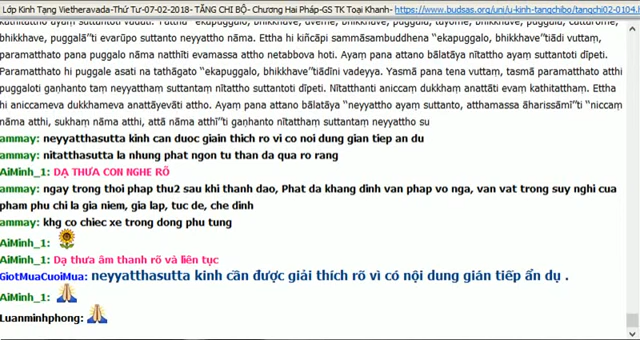 Lớp Kinh Tạng Vietheravada-Thứ Tư-07-02-2018- TĂNG CHI BỘ- Chương Hai Pháp-GS TK Toại Khanh- https://www.budsas.org/uni/u-kinh-tangchibo/tangchi02-0104.h
bhikkhave, puggalā”ti evarūpo suttanto neyyattho nāma. Ettha hi kiñcāpi sammāsambuddhena “ekapuggalo, bhikkhave”tiādi vuttaṃ,
paramatthato pana puggalo nāma natthīti evamassa attho netabbova hoti. Ayaṃ pana attano bālatāya nītattho ayaṃ suttantoti dīpeti.
Paramatthato hi puggale asati na tathāgato “ekapuggalo, bhikkhave”tiādīni vadeyya. Yasmā pana tena vuttaṃ, tasmā paramatthato atthi
puggaloti gaṇhanto taṃ neyyatthaṃ suttantaṃ nītattho suttantoti dīpeti. Nītatthanti aniccaṃ dukkhaṃ anattāti evaṃ kathitatthaṃ. Ettha
hi aniccameva dukkhameva anattāyevāti attho. Ayaṃ pana attano bālatāya “neyyattho ayaṃ suttanto, atthamassa āharissāmī”ti “niccaṃ
nāma atthi, sukhaṃ nāma atthi, attā nāma atthī”ti gaṇhanto nītatthaṃ suttantaṃ neyyattho su
ammay: neyyatthasutta kinh can duoc giain thich ro vi co noi dung gian tiep an du
ammay: nitatthasutta la nhung phat ngon tu than da qua ro rang
AiMinh_1: DẠ THƯA CON NGHE RÕ
ammay: ngay trong thoi phap thu2 sau khi thanh dao, Phat da khang dinh van phap vo nga, van vat trong suy nghi cua
pham phu chi la gia niem, gia lap, tuc de, che dinh
ammay: khg co chiec xe trong dong phu tung
AiMinh_1:
AiMinh_1: Dạ thưa âm thanh rõ và liên tục
GiotMuaCuoiMua: neyyatthasutta kinh cần được giải thích rõ vì có nội dung gián tiếp ẩn dụ .
AiMinh_1:
Luanminhphong: